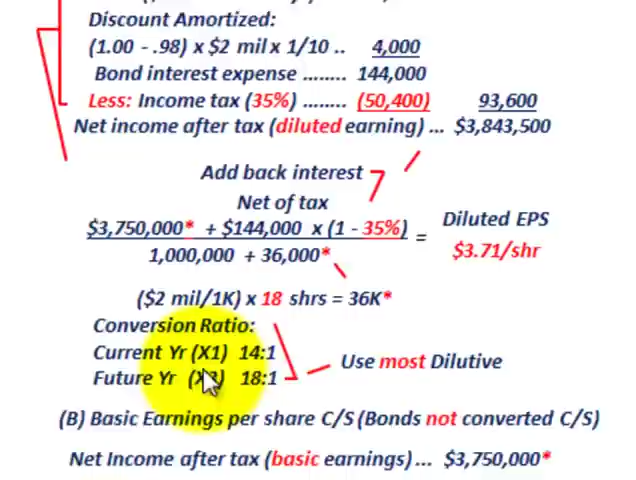 Discount Amortized:
(1.00 - .98) x $2 mil x 1/10 .. 4,000
Bond interest expense ........ 144,000
Less: Income tax (35%) ........ (50,400) 93,600
Net income after tax (diluted earning) ... $3,843,500
Add back interest
Net of tax
$3,750,000* + $144,000 x (1 - 35%) = Diluted EPS
1,000,000 + 36,000* $3.71/shr
($2 mil/1K) x 18 shrs = 36K*
Conversion Ratio:
Current Yr (X1) 14:1
Future Yr 18:1
Use most Dilutive
(B) Basic Earnings per share C/S (Bonds not converted C/S)
Net Income after tax (basic earnings)... $3,750,000*